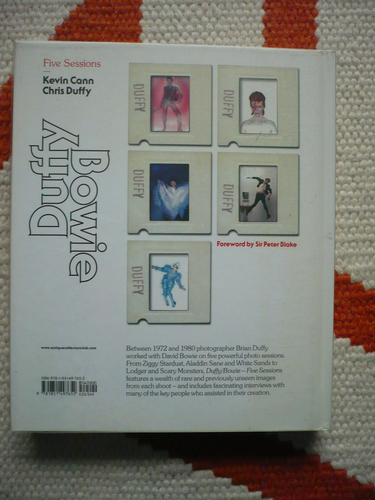 Five Sessions
Kevin Cann
Chris Duffy
Duffy
Bowie
DUFFY
DUFFY
DUFFY
DUFFY
DUFFY
Foreword by Sir Peter Blake
Between 1972 and 1980 photographer Brian Duffy
worked with David Bowie on five powerful photo sessions.
From Ziggy Stardust, Aladdin Sane and White Sands to
Lodger and Scary Monsters, Duffy Bowie – Five Sessions
features a wealth of rare and previously unseen images
from each shoot – and includes fascinating interviews with
many of the key people who assisted in their creation.
www.antiquecollectorsclub.com